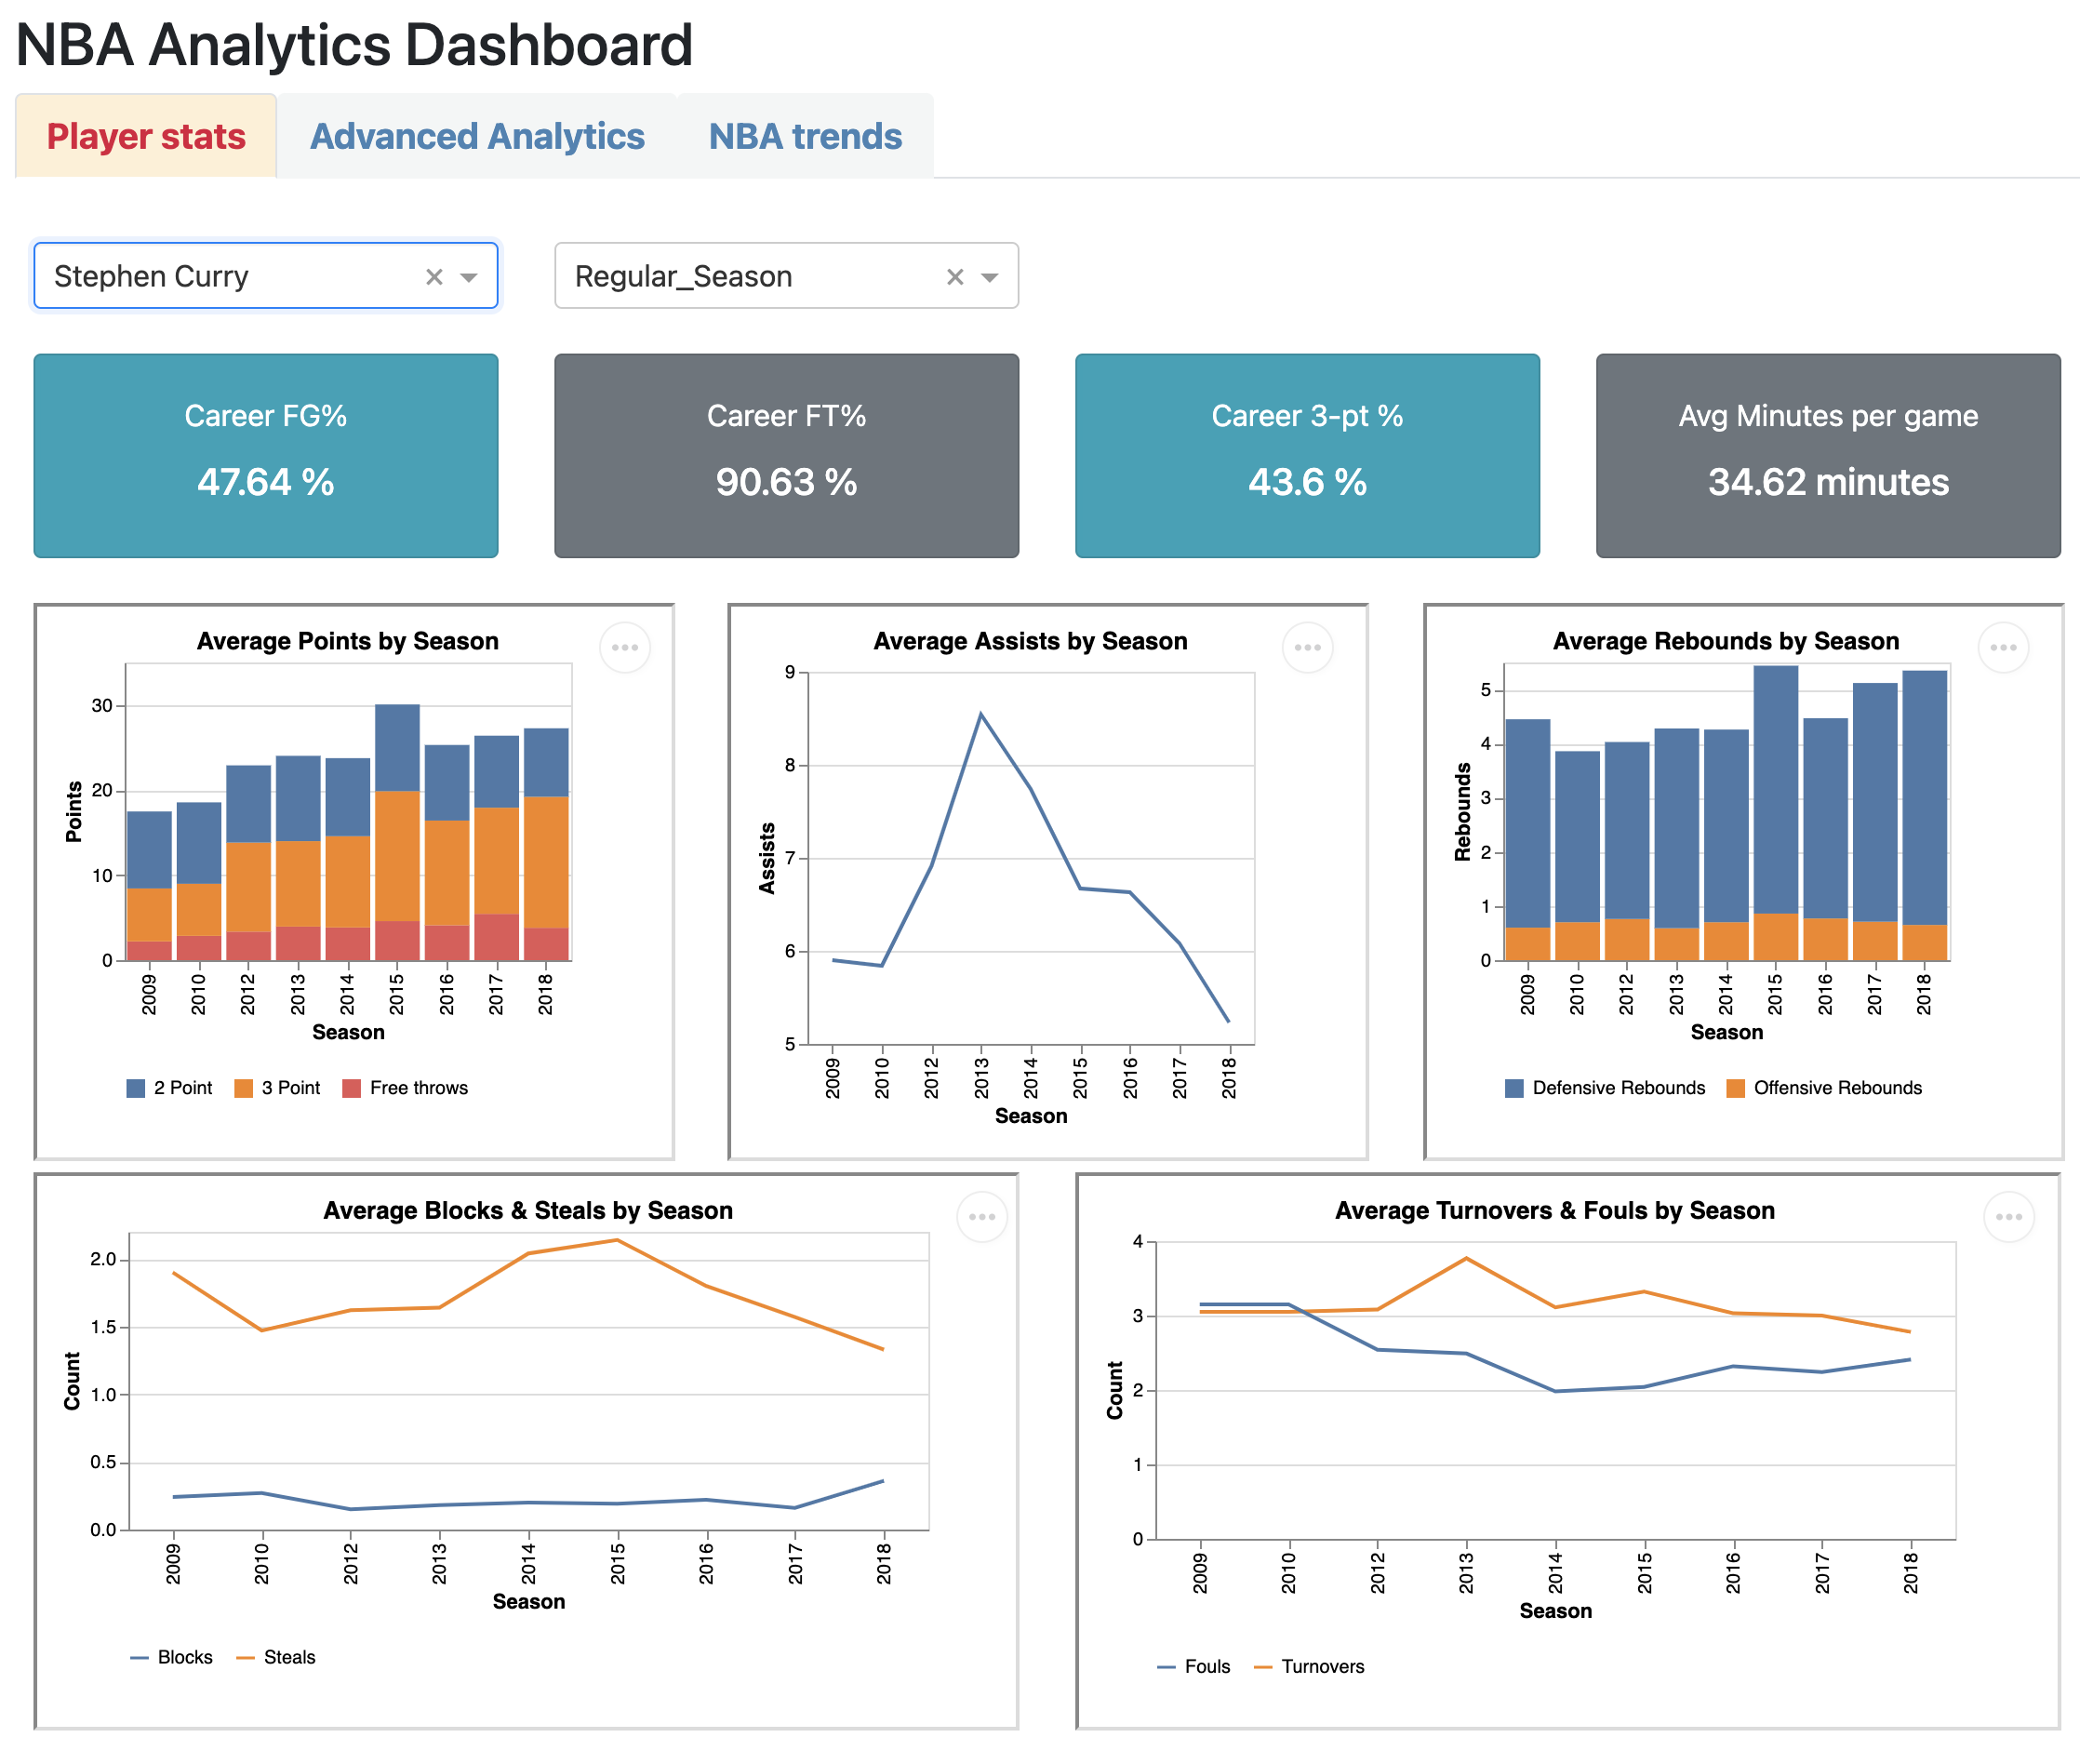 NBA Analytics Dashboard
Player stats Advanced Analytics NBA trends
Stephen Curry × Regular_Season ×
Career FG%
47.64 %
Career FT%
90.63 %
Career 3-pt %
43.6 %
Avg Minutes per game
34.62 minutes
Average Points by Season
30
20
10
0
Points
2009 2010 2012 2013 2014 2015 2016 2017 2018
Season
2 Point 3 Point Free throws
Average Assists by Season
9
8
7
6
5
Assists
2009 2010 2012 2013 2014 2015 2016 2017 2018
Season
Average Rebounds by Season
5
4
3
2
1
0
Rebounds
2009 2010 2012 2013 2014 2015 2016 2017 2018
Season
Defensive Rebounds Offensive Rebounds
Average Blocks & Steals by Season
2.0
1.5
1.0
0.5
0.0
Count
2009 2010 2012 2013 2014 2015 2016 2017 2018
Season
Blocks Steals
Average Turnovers & Fouls by Season
4
3
2
1
0
Count
2009 2010 2012 2013 2014 2015 2016 2017 2018
Season
Fouls Turnovers